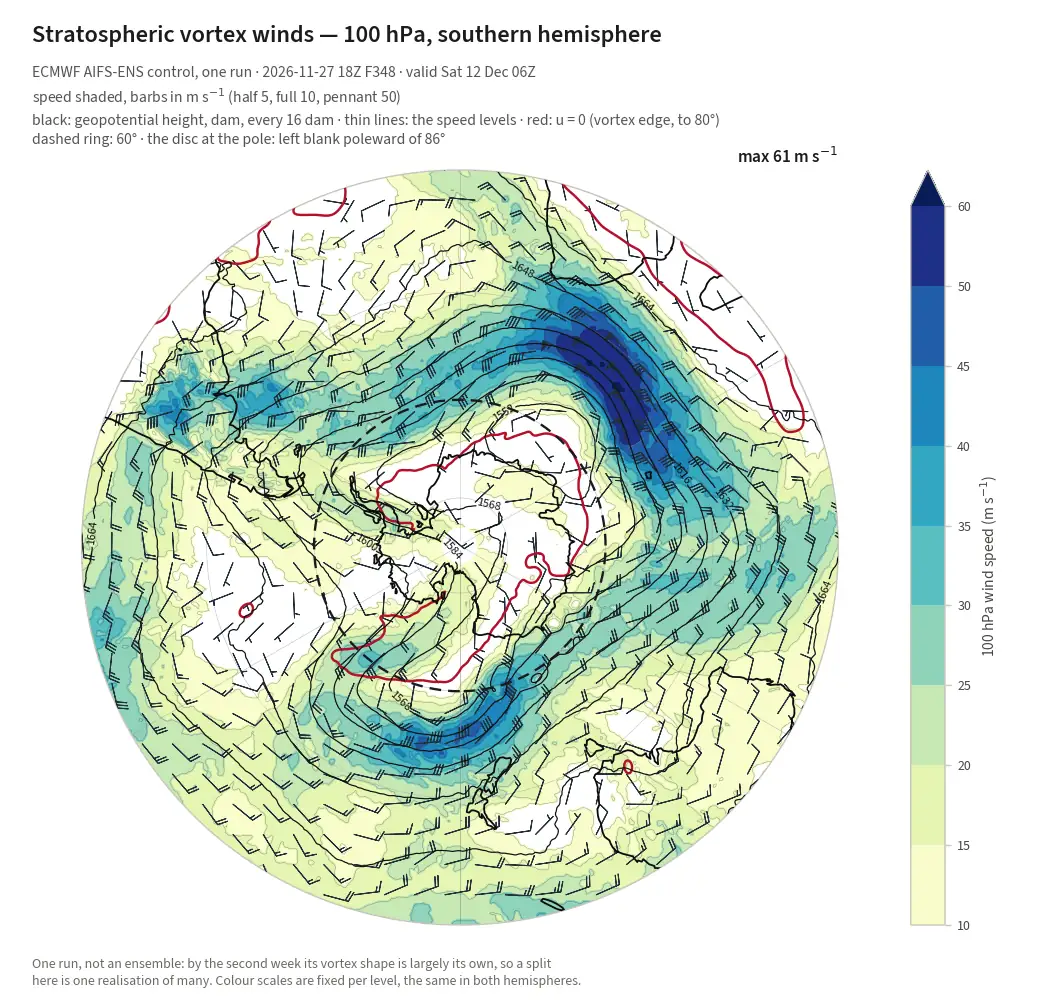 Stratospheric vortex winds — 100 hPa, southern hemisphere
ECMWF AIFS-ENS control, one run · 2026-11-27 18Z F348 · valid Sat 12 Dec 06Z
speed shaded, barbs in m s⁻¹ (half 5, full 10, pennant 50)
black: geopotential height, dam, every 16 dam · thin lines: the speed levels · red: u = 0 (vortex edge, to 80°)
dashed ring: 60° · the disc at the pole: left blank poleward of 86°
max 61 m s⁻¹
60
50
45
40
35
30
25
20
15
10
100 hPa wind speed (m s⁻¹)
1648
1664
1568
1584
1600
1664
1664
1632
One run, not an ensemble: by the second week its vortex shape is largely its own, so a split
here is one realisation of many. Colour scales are fixed per level, the same in both hemispheres.